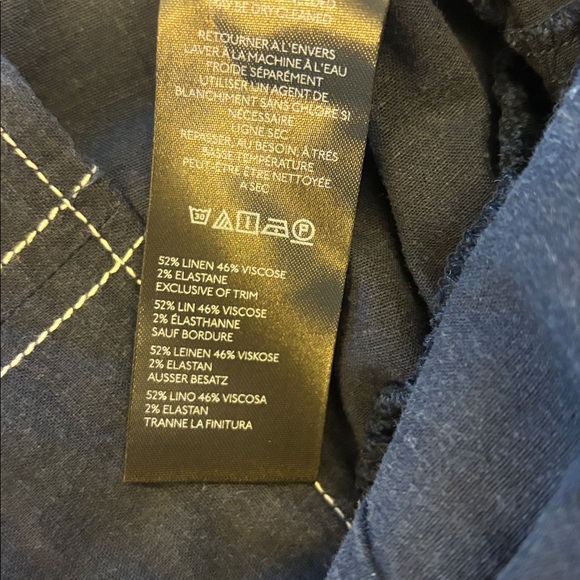 MAY BE DRY CLEANED
RETOURNER À L'ENVERS
LAVER À LA MACHINE À L'EAU
FROIDE SÉPARÉMENT
UTILISER UN AGENT DE
BLANCHIMENT SANS CHLORE SI
NÉCESSAIRE
LIGNE SEC
REPASSER, AU BESOIN, À TRÈS
BASSE TEMPÉRATURE
PEUT-ÊTRE ÊTRE NETTOYÉE
A SEC
30 P
52% LINEN 46% VISCOSE
2% ELASTANE
EXCLUSIVE OF TRIM
52% LIN 46% VISCOSE
2% ÉLASTHANNE
SAUF BORDURE
52% LEINEN 46% VISKOSE
2% ELASTAN
AUSSER BESATZ
52% LINO 46% VISCOSA
2% ELASTAN
TRANNE LA FINITURA